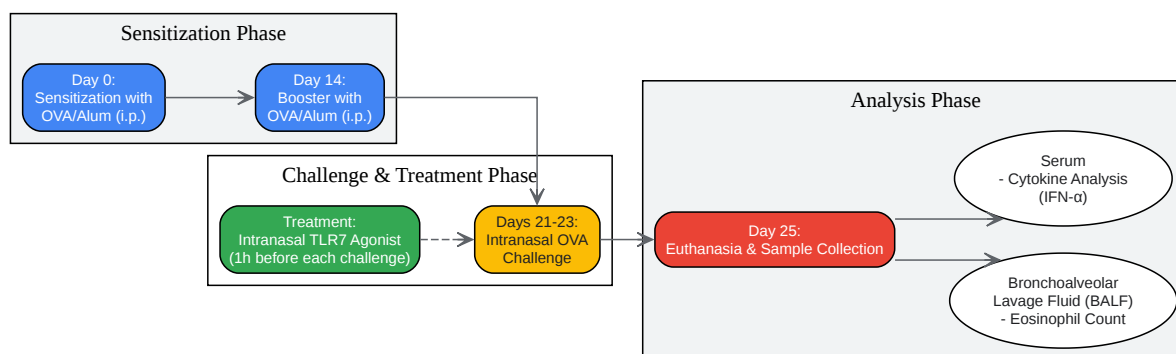 Sensitization Phase
Day 0:
Sensitization with
OVA/Alum (i.p.)
Day 14:
Booster with
OVA/Alum (i.p.)
Challenge & Treatment Phase
Treatment:
Intranasal TLR7 Agonist
(1h before each challenge)
Days 21-23:
Intranasal OVA
Challenge
Analysis Phase
Day 25:
Euthanasia & Sample Collection
Serum
- Cytokine Analysis
(IFN-α)
Bronchoalveolar
Lavage Fluid (BALF)
- Eosinophil Count